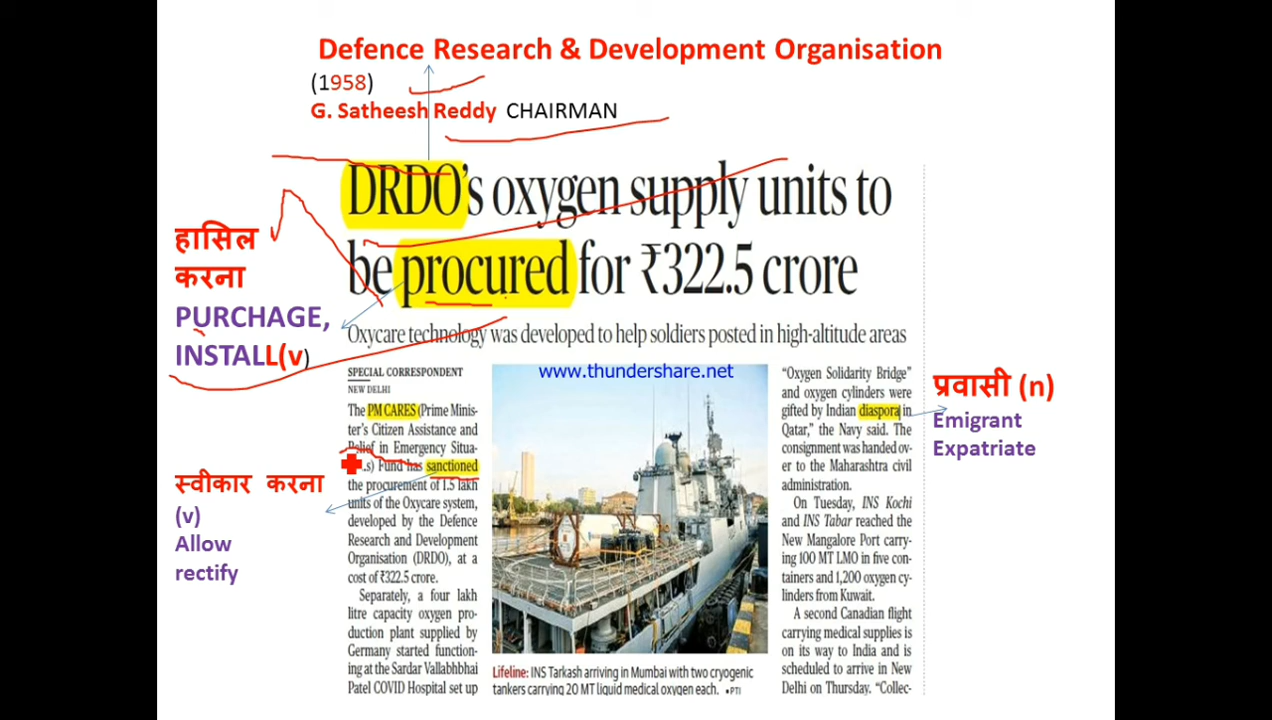 Defence Research & Development Organisation
(1958)
G. Satheesh Reddy CHAIRMAN
DRDO's oxygen supply units to
be procured for ₹322.5 crore
Oxycare technology was developed to help soldiers posted in high-altitude areas
हासिल
करना
PURCHAGE,
INSTALL(v)
स्वीकार करना
(v)
Allow
rectify
SPECIAL CORRESPONDENT
NEW DELHI
The PM CARES (Prime Minis-
ter's Citizen Assistance and
Relief in Emergency Situa-
s) Fund has sanctioned
the procurement of 1.5 lakh
units of the Oxycare system,
developed by the Defence
Research and Development
Organisation (DRDO), at a
cost of ₹322.5 crore.
Separately, a four lakh
litre capacity oxygen pro-
duction plant supplied by
Germany started function-
ing at the Sardar Vallabhbhai
Patel COVID Hospital set up
www.thundershare.net
Lifeline: INS Tarkash arriving in Mumbai with two cryogenic
tankers carrying 20 MT liquid medical oxygen each. •PTI
“Oxygen Solidarity Bridge”
and oxygen cylinders were
gifted by Indian diaspora in
Qatar,” the Navy said. The
consignment was handed ov-
er to the Maharashtra civil
administration.
On Tuesday, INS Kochi
and INS Tabar reached the
New Mangalore Port carry-
ing 100 MT LMO in five con-
tainers and 1,200 oxygen cy-
linders from Kuwait.
A second Canadian flight
carrying medical supplies is
on its way to India and is
scheduled to arrive in New
Delhi on Thursday. “Collec-
प्रवासी (n)
Emigrant
Expatriate